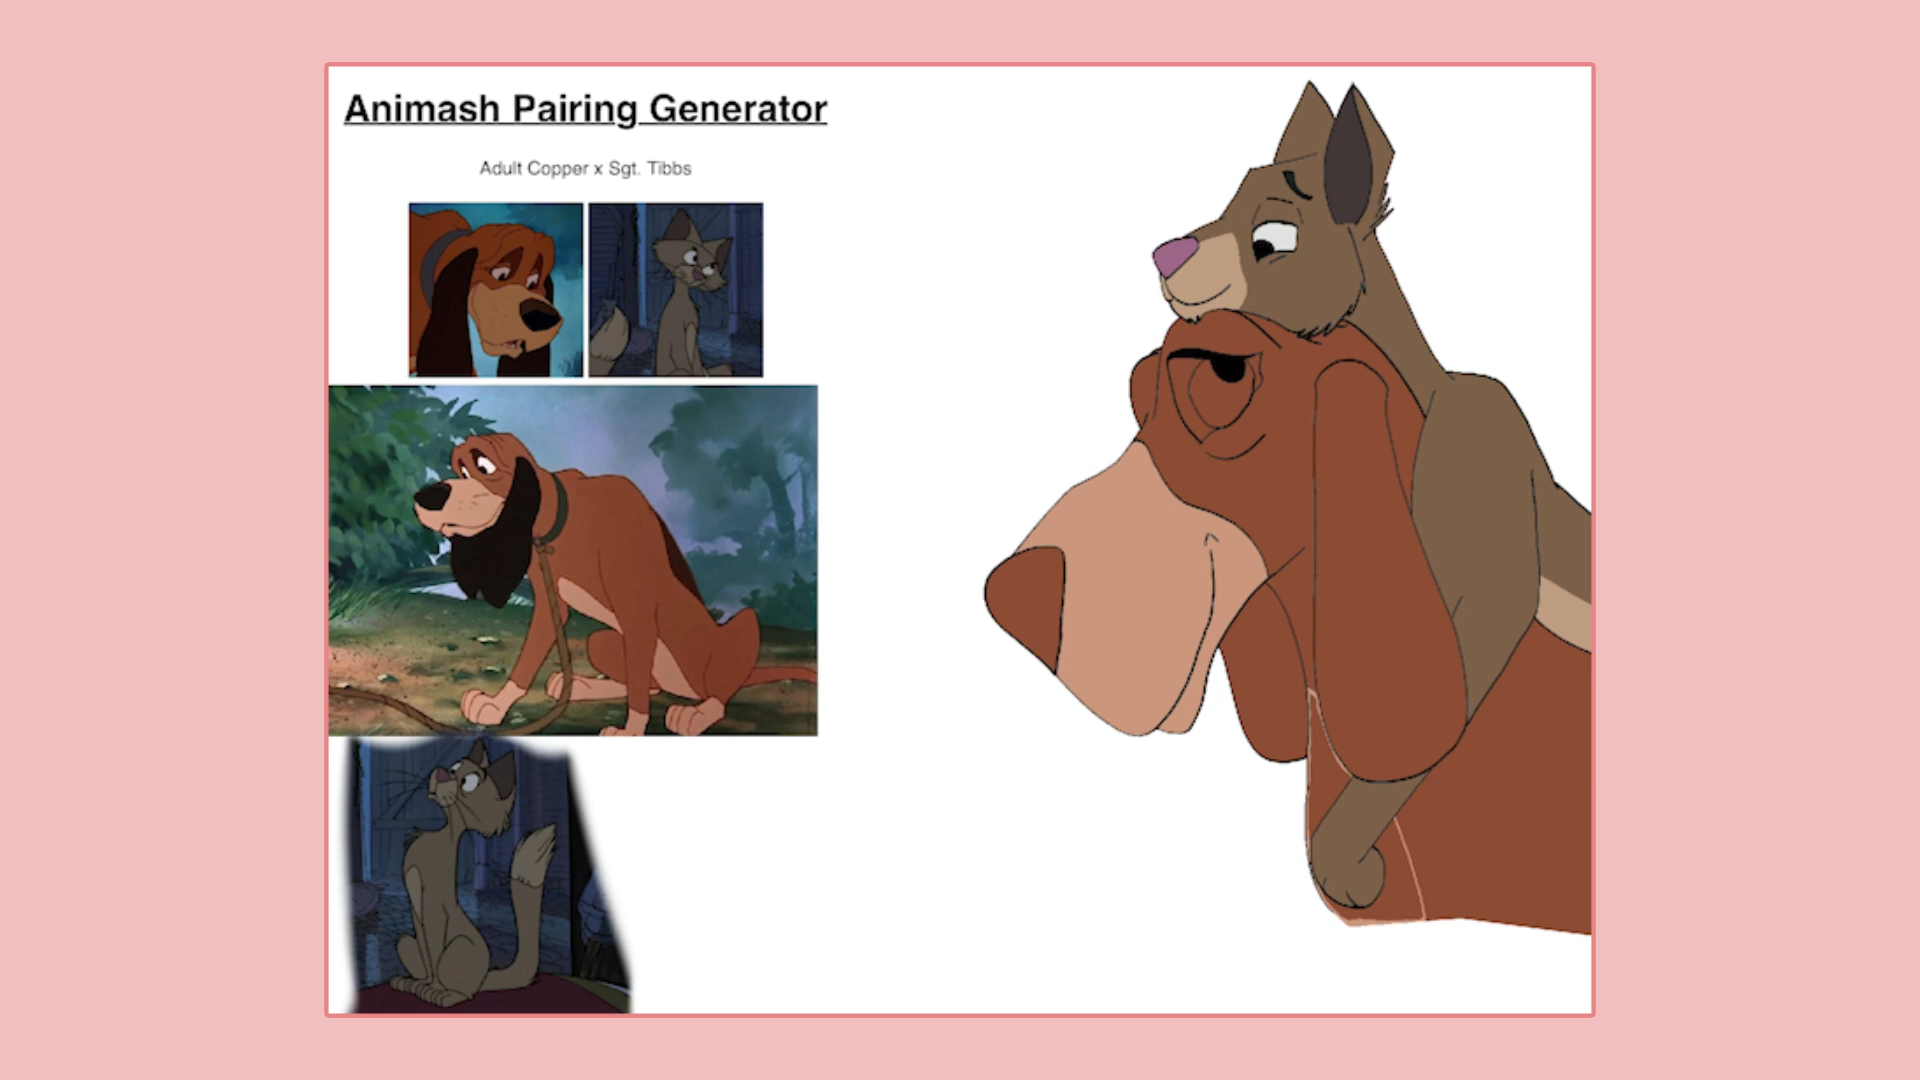 Animash Pairing Generator
Adult Copper x Sgt. Tibbs